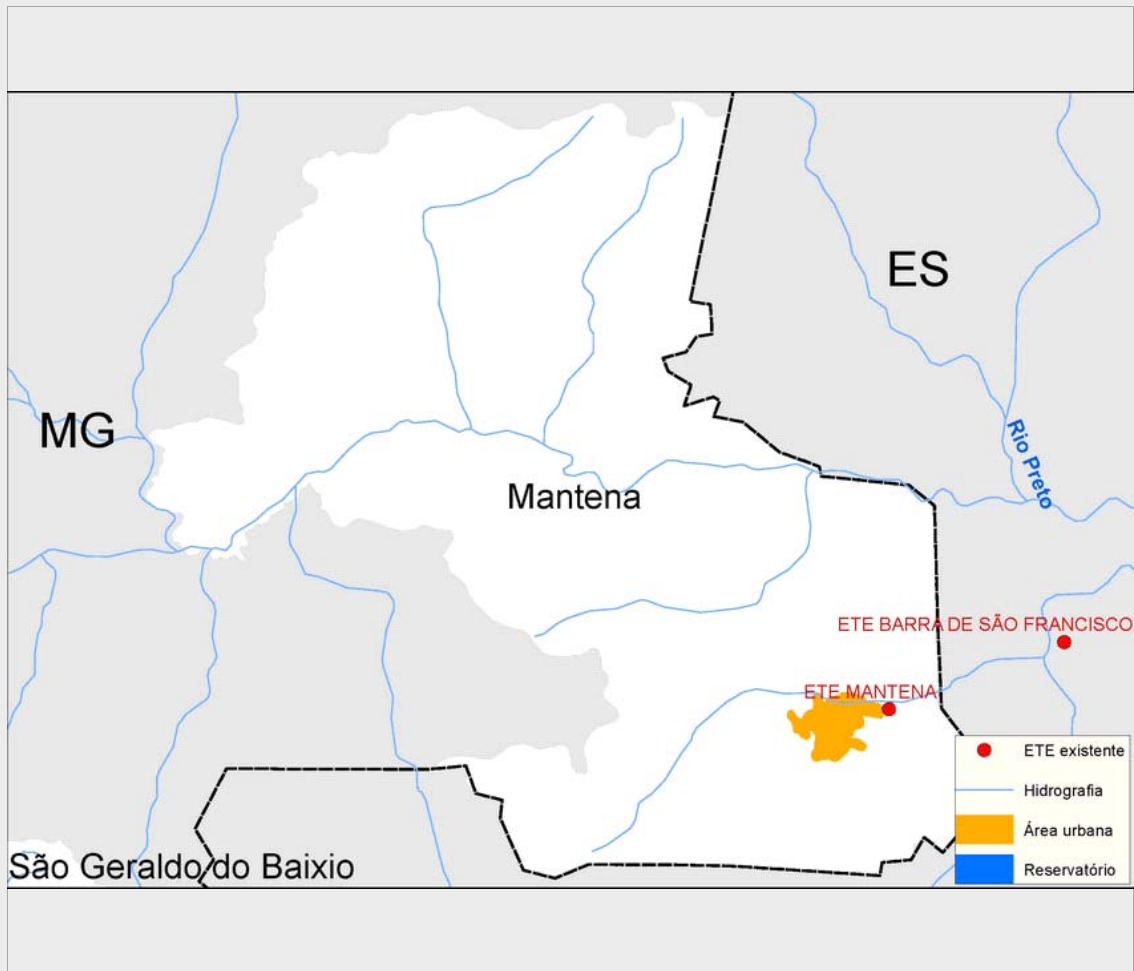 ES
MG
Rio Preto
Mantena
ETE BARRA DE SÃO FRANCISCO
ETE MANTENA
ETE existente
Hidrografia
Área urbana
Reservatório
São Geraldo do Baixio